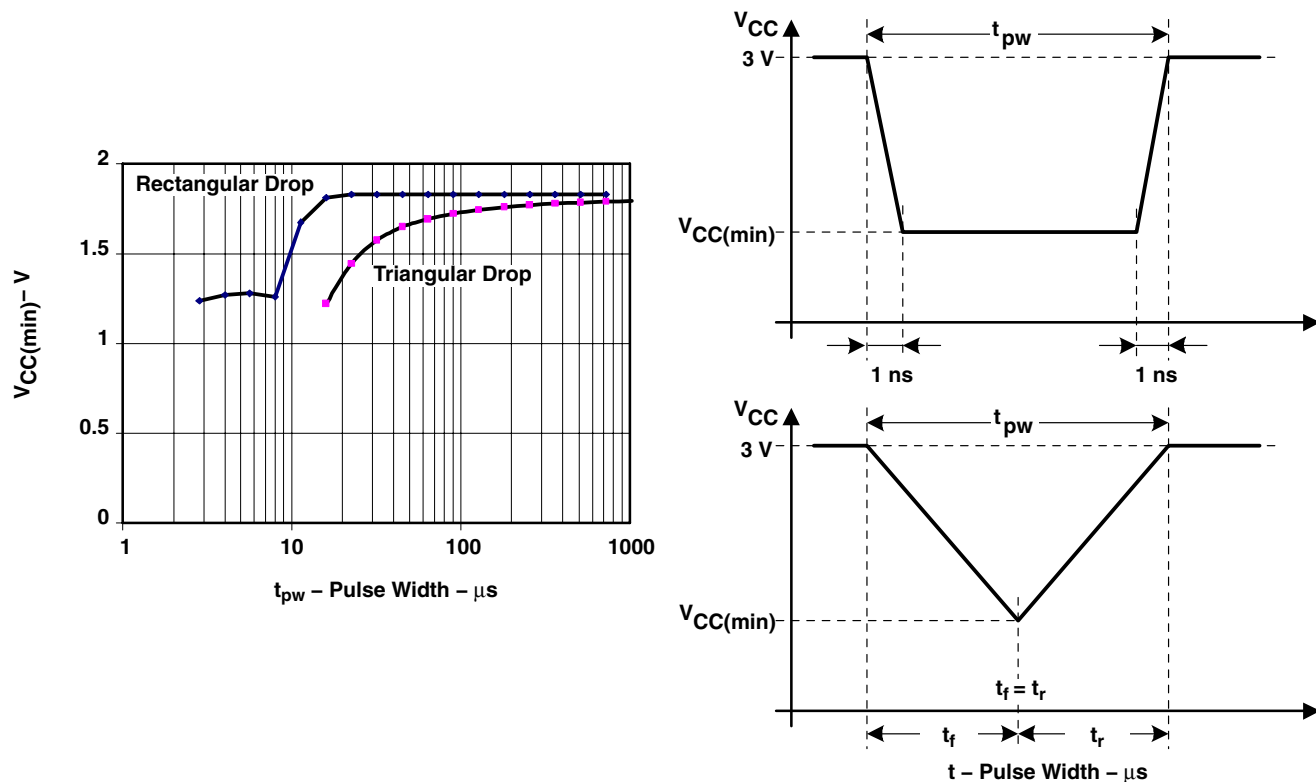 2
Rectangular Drop
1.5
Triangular Drop
1
0.5
0
VCC(min) – V
1 10 100 1000
tpw – Pulse Width – μs
VCC
tpw
3 V
VCC(min)
1 ns 1 ns
VCC
tpw
3 V
VCC(min)
tf = tr
tf tr
t – Pulse Width – μs